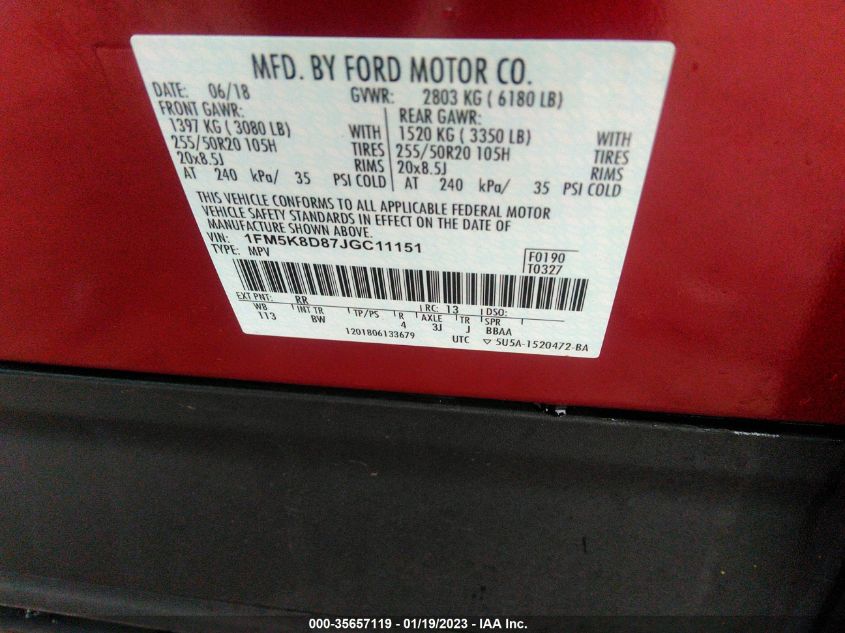 MFD. BY FORD MOTOR CO.
DATE: 06/18 GVWR: 2803 KG ( 6180 LB)
FRONT GAWR: REAR GAWR:
1397 KG ( 3080 LB) WITH 1520 KG ( 3350 LB) WITH
255/50R20 105H TIRES 255/50R20 105H TIRES
20x8.5J RIMS 20x8.5J RIMS
AT 240 kPa/ 35 PSI COLD AT 240 kPa/ 35 PSI COLD
THIS VEHICLE CONFORMS TO ALL APPLICABLE FEDERAL MOTOR
VEHICLE SAFETY STANDARDS IN EFFECT ON THE DATE OF
MANUFACTURE SHOWN ABOVE.
VIN: 1FM5K8D87JGC11151
TYPE: MPV
F0190
T0327
EXT PNT: RR RC: 13 DSO:
WB INT TR TP/PS R AXLE TR SPR
113 BW 4 3J J BBAA
1201806133679 UTC ▽ 5U5A-1520472-BA
000-35657119 - 01/19/2023 - IAA Inc.